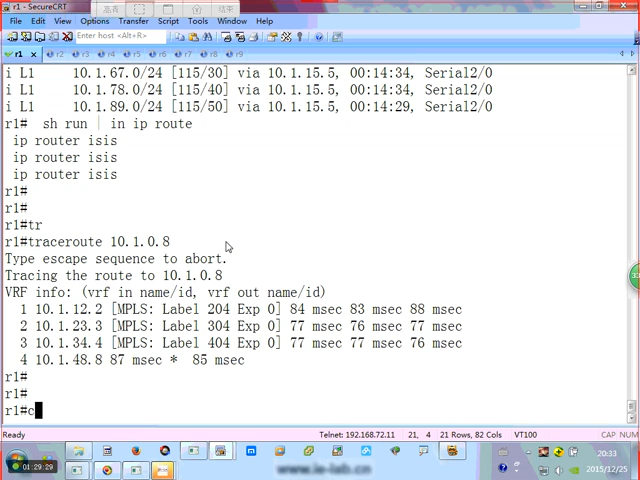 r1 - SecureCRT
File Edit View Options Transfer Script Tools Window Help
Enter host <Alt+R>
r1 r2 r3 r4 r5 r6 r7 r8 r9
i L1 10.1.67.0/24 [115/30] via 10.1.15.5, 00:14:34, Serial2/0
i L1 10.1.78.0/24 [115/40] via 10.1.15.5, 00:14:34, Serial2/0
i L1 10.1.89.0/24 [115/50] via 10.1.15.5, 00:14:29, Serial2/0
r1# sh run | in ip route
ip router isis
ip router isis
ip router isis
r1#
r1#
r1#tr
r1#traceroute 10.1.0.8
Type escape sequence to abort.
Tracing the route to 10.1.0.8
VRF info: (vrf in name/id, vrf out name/id)
1 10.1.12.2 [MPLS: Label 204 Exp 0] 84 msec 83 msec 88 msec
2 10.1.23.3 [MPLS: Label 304 Exp 0] 77 msec 76 msec 77 msec
3 10.1.34.4 [MPLS: Label 404 Exp 0] 77 msec 77 msec 76 msec
4 10.1.48.8 87 msec * 85 msec
r1#
r1#
r1#c
Ready Telnet: 192.168.72.11 21, 4 21 Rows, 82 Cols VT100 CAP NUM
20:33
01:29:29
www.ie-lab.cn
2015/12/25